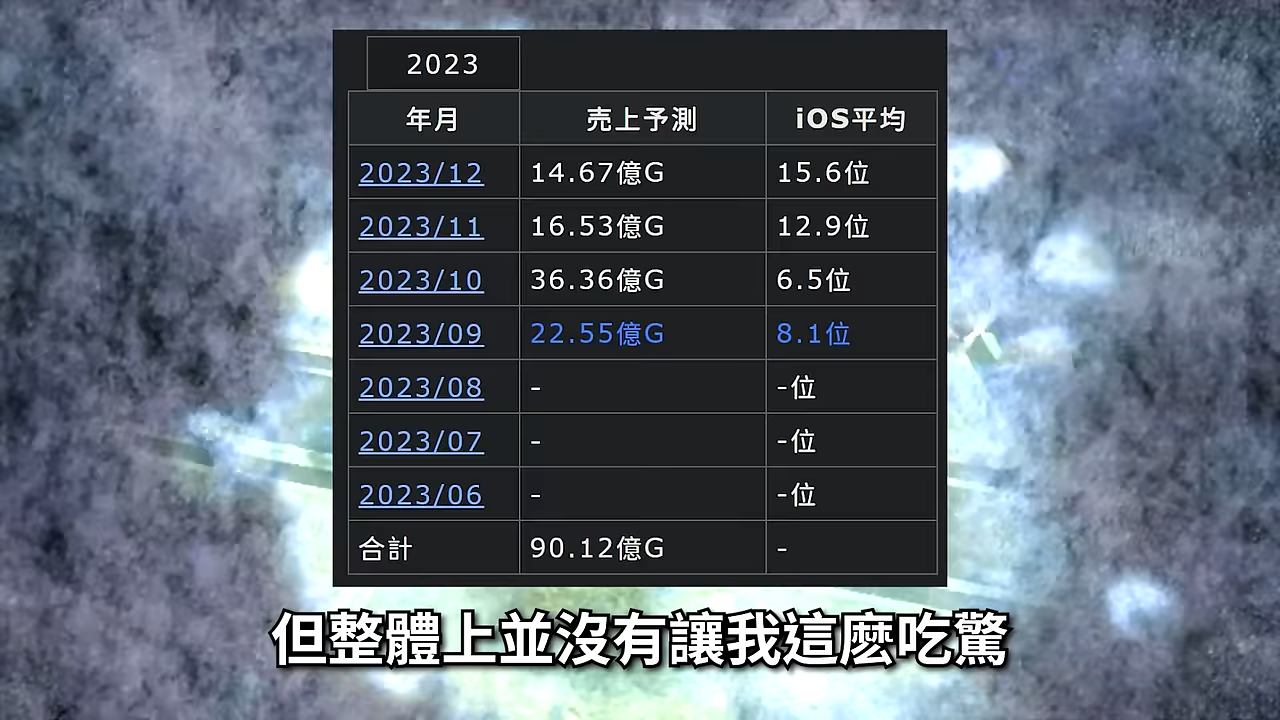 2023
年月 売上予測 iOS平均
2023/12 14.67億G 15.6位
2023/11 16.53億G 12.9位
2023/10 36.36億G 6.5位
2023/09 22.55億G 8.1位
2023/08 - -位
2023/07 - -位
2023/06 - -位
合計 90.12億G -
但整體上並沒有讓我這麼吃驚